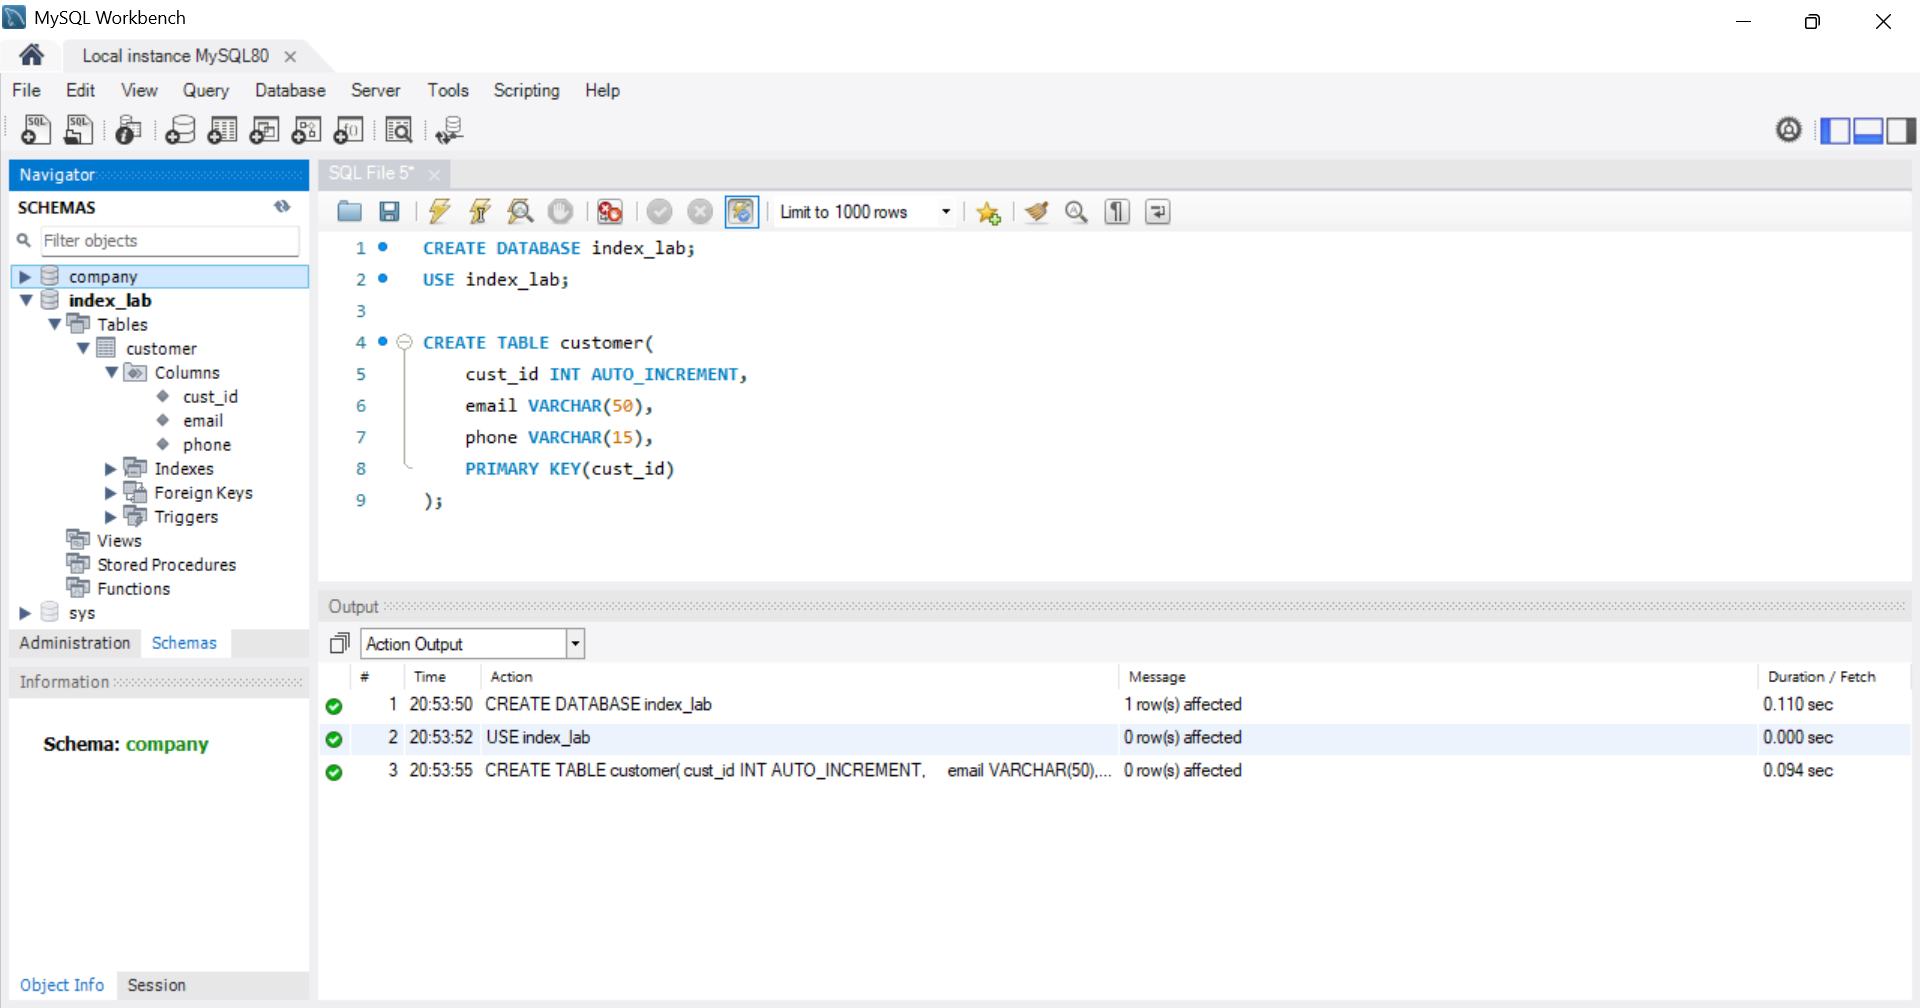 MySQL Workbench
Local instance MySQL80
File Edit View Query Database Server Tools Scripting Help
Navigator
SCHEMAS
Filter objects
company
index_lab
Tables
customer
Columns
cust_id
email
phone
Indexes
Foreign Keys
Triggers
Views
Stored Procedures
Functions
sys
Administration Schemas
Information
Schema: company
Object Info Session
SQL File 5*
Limit to 1000 rows
1 CREATE DATABASE index_lab;
2 USE index_lab;
3
4 CREATE TABLE customer(
5 cust_id INT AUTO_INCREMENT,
6 email VARCHAR(50),
7 phone VARCHAR(15),
8 PRIMARY KEY(cust_id)
9 );
Output
Action Output
# Time Action Message Duration / Fetch
1 20:53:50 CREATE DATABASE index_lab 1 row(s) affected 0.110 sec
2 20:53:52 USE index_lab 0 row(s) affected 0.000 sec
3 20:53:55 CREATE TABLE customer( cust_id INT AUTO_INCREMENT, email VARCHAR(50),... 0 row(s) affected 0.094 sec